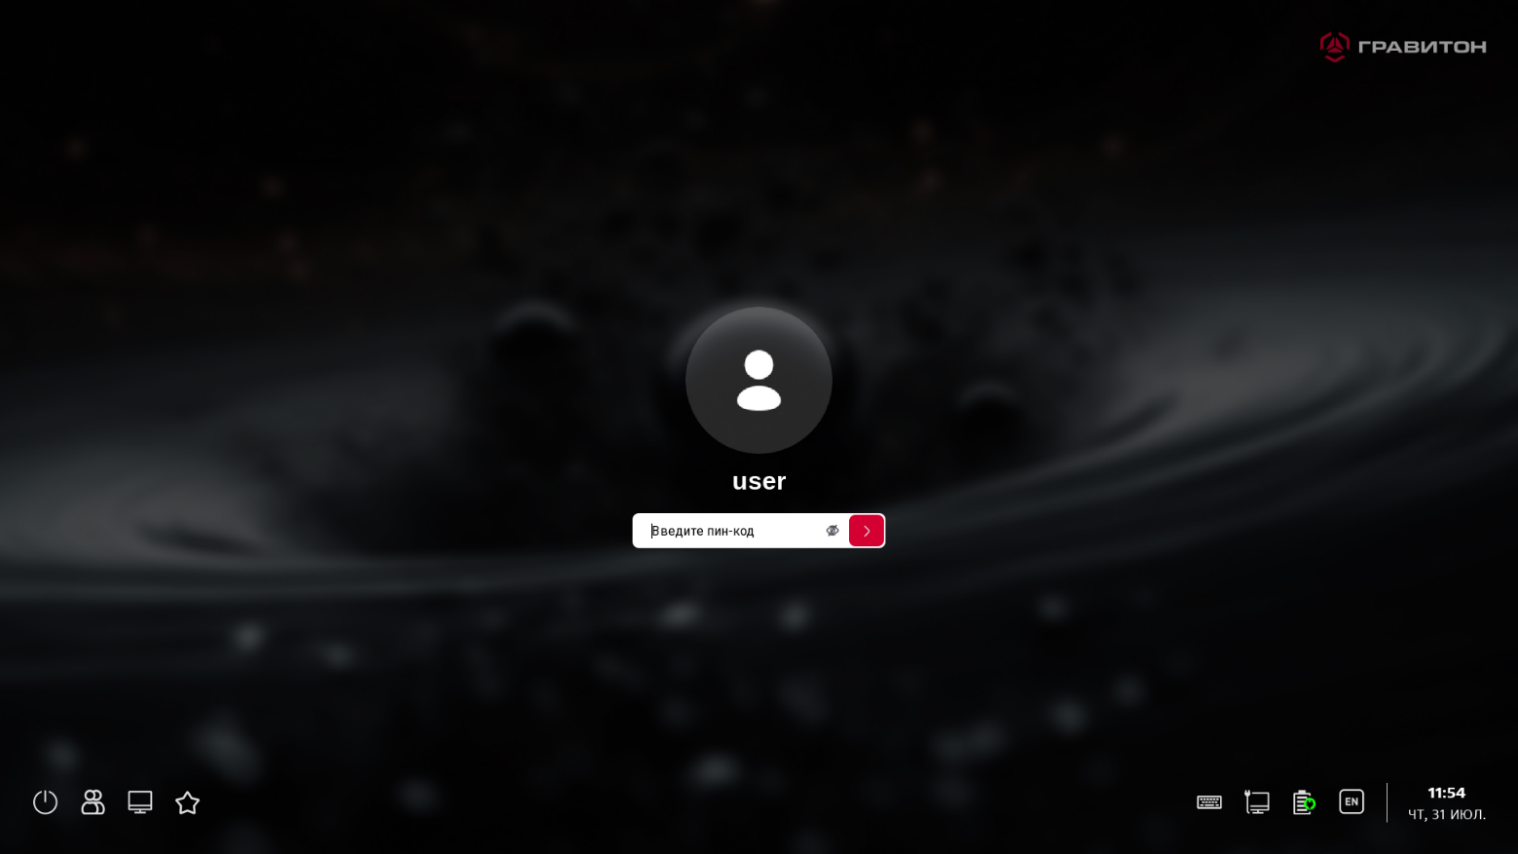 ГРАВИТОН
user
Введите пин-код
EN
11:54
ЧТ, 31 ИЮЛ.